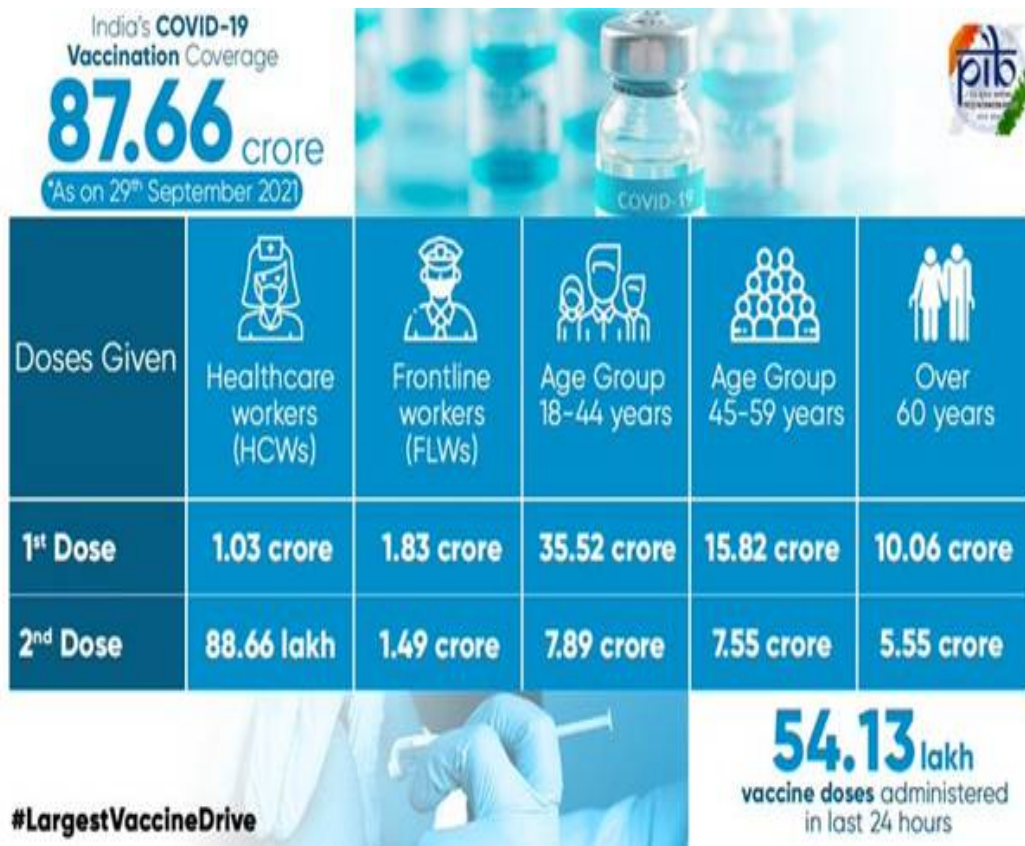 India's COVID-19
Vaccination Coverage
87.66 crore
*As on 29th September 2021
pib
COVID-19
Doses Given
Healthcare
workers
(HCWs)
Frontline
workers
(FLWs)
Age Group
18-44 years
Age Group
45-59 years
Over
60 years
1st Dose
1.03 crore
1.83 crore
35.52 crore
15.82 crore
10.06 crore
2nd Dose
88.66 lakh
1.49 crore
7.89 crore
7.55 crore
5.55 crore
54.13 lakh
vaccine doses administered
in last 24 hours
#LargestVaccineDrive